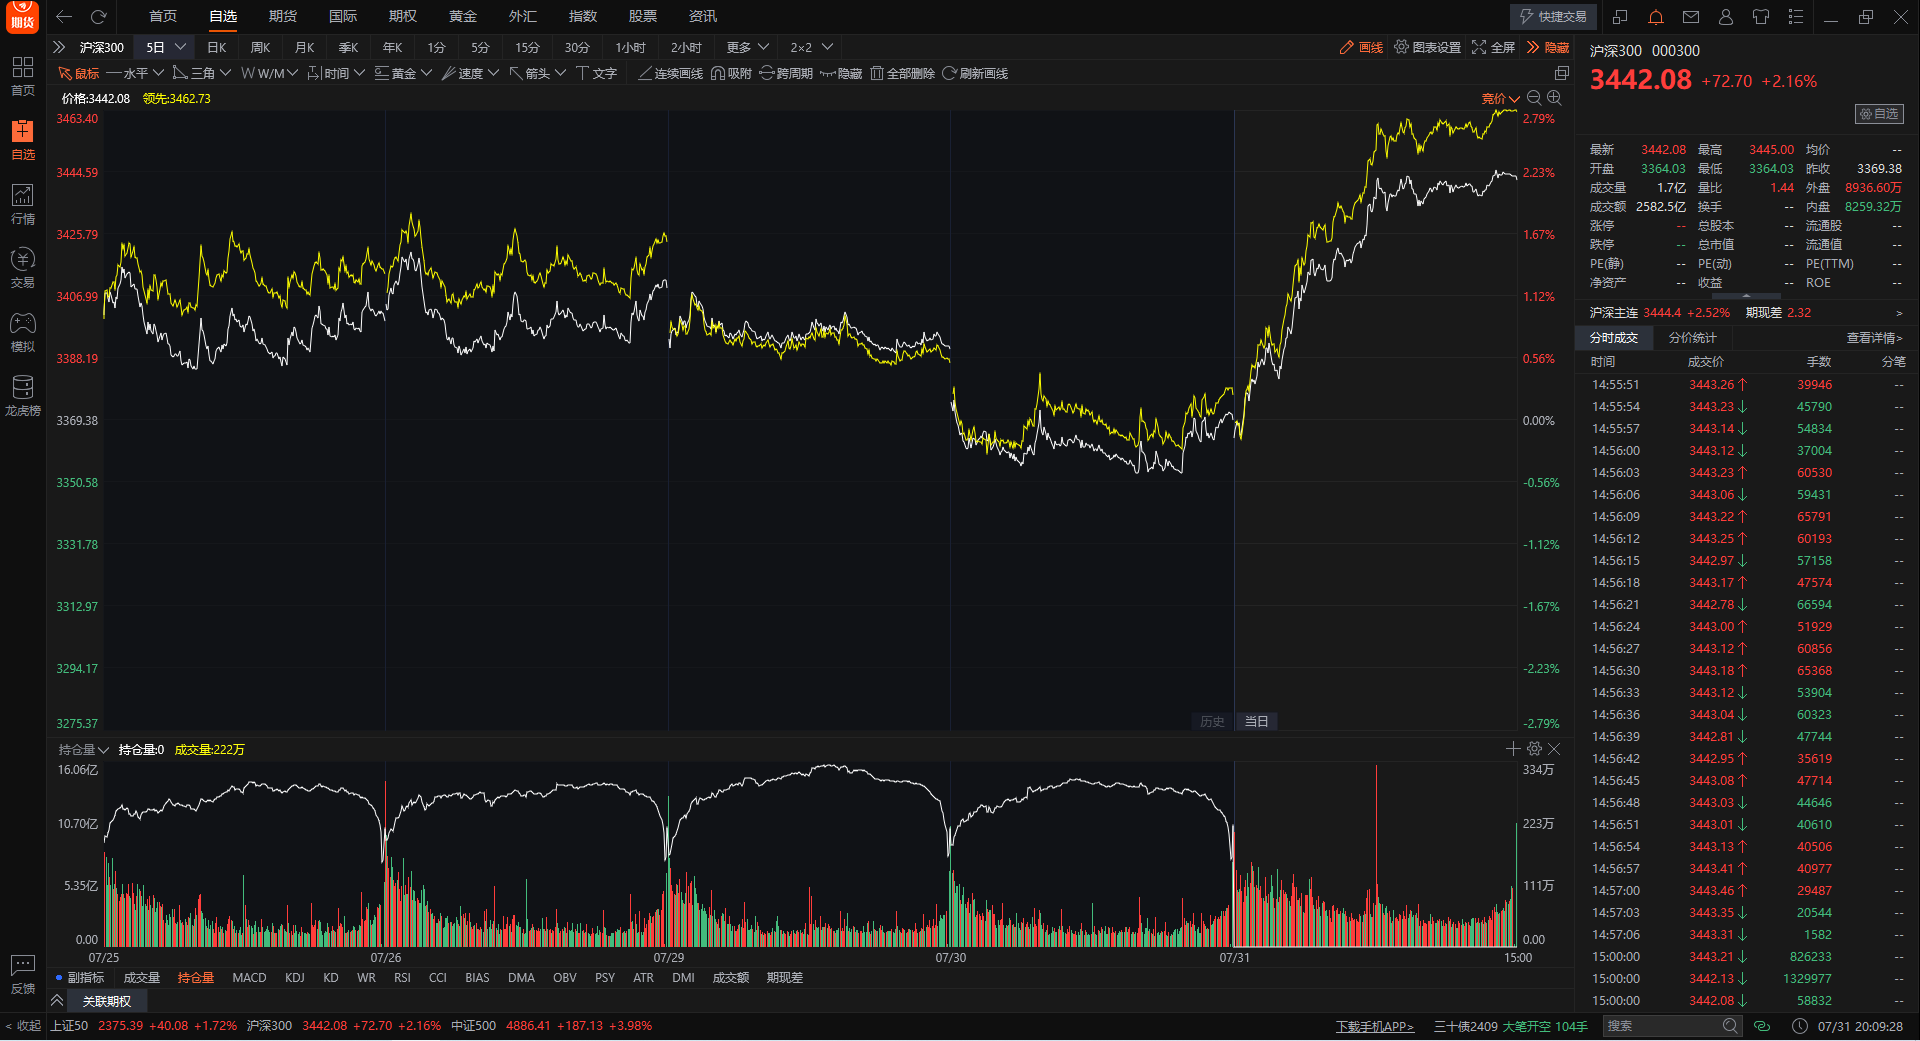 期货 首页 自选 期货 国际 期权 黄金 外汇 指数 股票 资讯 快捷交易
沪深300 5日 日K 周K 月K 季K 年K 1分 5分 15分 30分 1小时 2小时 更多 2×2 画线 图表设置 全屏 隐藏
鼠标 水平 三角 W/M 时间 黄金 速度 箭头 文字 连续画线 吸附 跨周期 隐藏 全部删除 刷新画线
首页
自选
行情
交易
模拟
龙虎榜
反馈
< 收起
价格:3442.08 领先:3462.73 竞价
3463.40 2.79%
3444.59 2.23%
3425.79 1.67%
3406.99 1.12%
3388.19 0.56%
3369.38 0.00%
3350.58 -0.56%
3331.78 -1.12%
3312.97 -1.67%
3294.17 -2.23%
3275.37 -2.79%
历史 当日
持仓量 持仓量:0 成交量:222万
16.06亿 334万
10.70亿 223万
5.35亿 111万
0.00 0.00
07/25 07/26 07/29 07/30 07/31 15:00
副指标 成交量 持仓量 MACD KDJ KD WR RSI CCI BIAS DMA OBV PSY ATR DMI 成交额 期现差
关联期权
沪深300 000300
3442.08 +72.70 +2.16%
自选
最新 3442.08 最高 3445.00 均价 --
开盘 3364.03 最低 3364.03 昨收 3369.38
成交量 1.7亿 量比 1.44 外盘 8936.60万
成交额 2582.5亿 换手 -- 内盘 8259.32万
涨停 -- 总股本 -- 流通股 --
跌停 -- 总市值 -- 流通值 --
PE(静) -- PE(动) -- PE(TTM) --
净资产 -- 收益 -- ROE --
沪深主连 3444.4 +2.52% 期现差 2.32 >
分时成交 分价统计 查看详情>
时间 成交价 手数 分笔
14:55:51 3443.26↑ 39946 --
14:55:54 3443.23↓ 45790 --
14:55:57 3443.14↓ 54834 --
14:56:00 3443.12↓ 37004 --
14:56:03 3443.23↑ 60530 --
14:56:06 3443.06↓ 59431 --
14:56:09 3443.22↑ 65791 --
14:56:12 3443.25↑ 60193 --
14:56:15 3442.97↓ 57158 --
14:56:18 3443.17↑ 47574 --
14:56:21 3442.78↓ 66594 --
14:56:24 3443.00↑ 51929 --
14:56:27 3443.12↑ 60856 --
14:56:30 3443.18↑ 65368 --
14:56:33 3443.12↓ 53904 --
14:56:36 3443.04↓ 60323 --
14:56:39 3442.81↓ 47744 --
14:56:42 3442.95↑ 35619 --
14:56:45 3443.08↑ 47714 --
14:56:48 3443.03↓ 44646 --
14:56:51 3443.01↓ 40610 --
14:56:54 3443.13↑ 40506 --
14:56:57 3443.41↑ 40977 --
14:57:00 3443.46↑ 29487 --
14:57:03 3443.35↓ 20544 --
14:57:06 3443.31↓ 1582 --
15:00:00 3443.21↓ 826233 --
15:00:00 3442.13↓ 1329977 --
15:00:00 3442.08↓ 58832 --
上证50 2375.39 +40.08 +1.72% 沪深300 3442.08 +72.70 +2.16% 中证500 4886.41 +187.13 +3.98% 下载手机APP> 三十债2409 大笔开空 104手 搜索 07/31 20:09:28